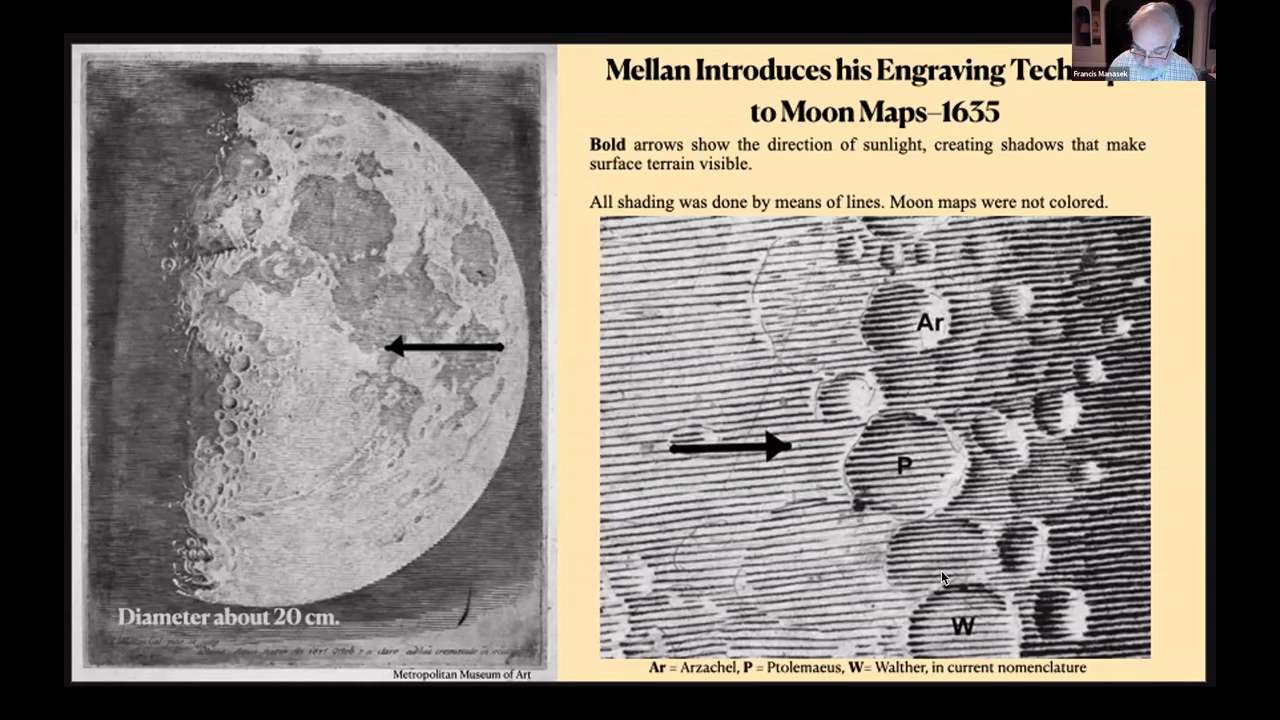 Francis Manasek
Mellan Introduces his Engraving
to Moon Maps–1635
Bold arrows show the direction of sunlight, creating shadows that make
surface terrain visible.
All shading was done by means of lines. Moon maps were not colored.
Ar
P
W
Ar = Arzachel, P = Ptolemaeus, W= Walther, in current nomenclature
Diameter about 20 cm.
Metropolitan Museum of Art